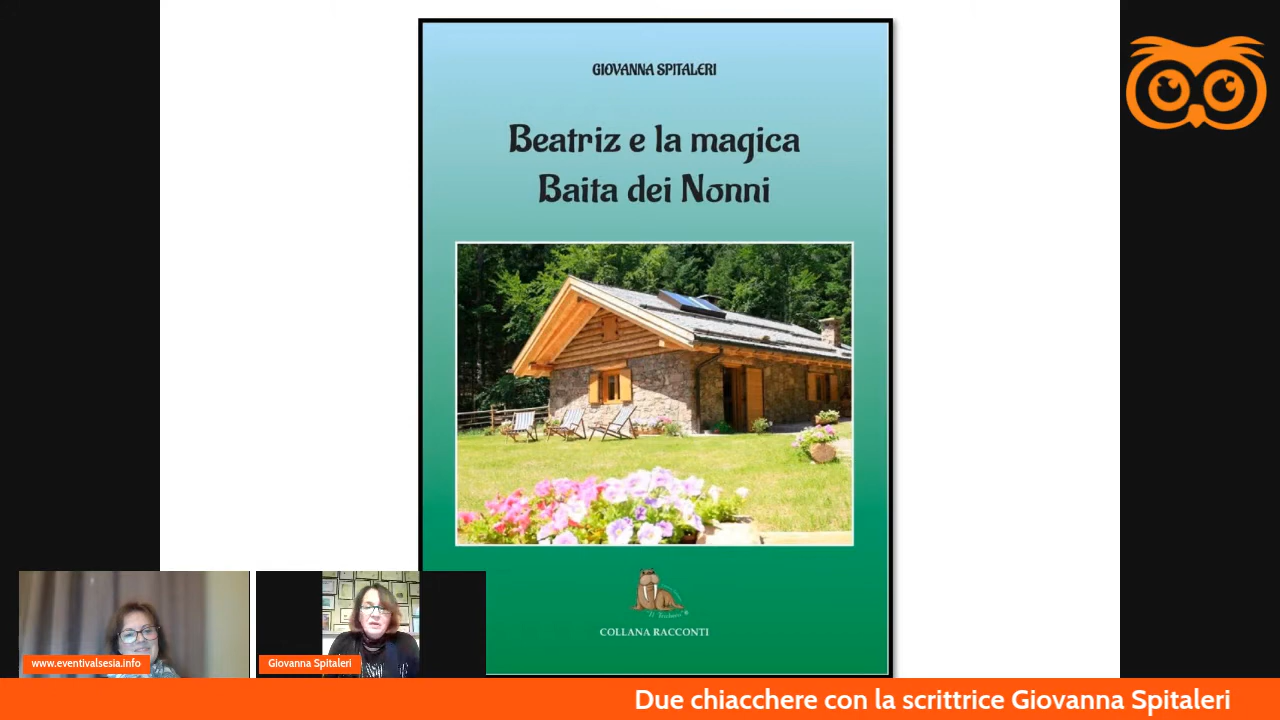 GIOVANNA SPITALERI
Beatriz e la magica
Baita dei Nonni
COLLANA RACCONTI
www.eventivalsesia.info
Giovanna Spitaleri
Due chiacchere con la scrittrice Giovanna Spitaleri